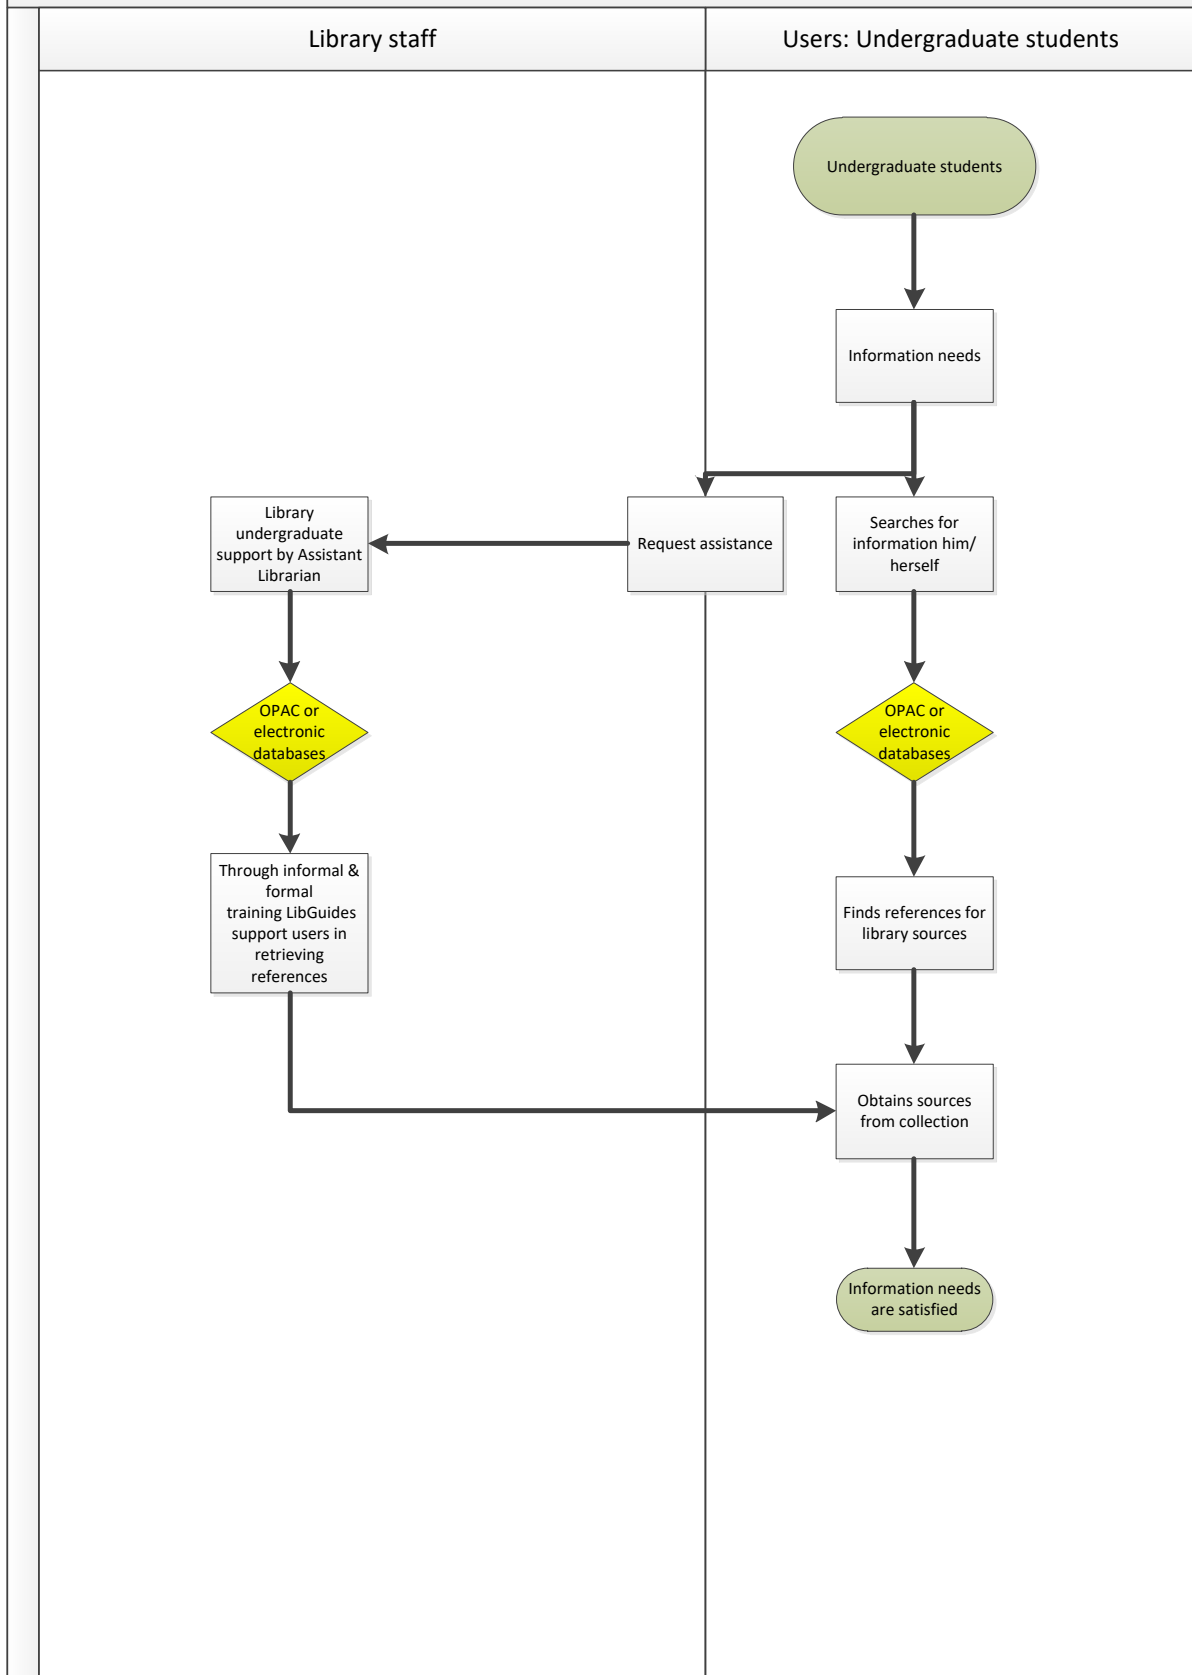 Library staff
Users: Undergraduate students
Undergraduate students
Information needs
Library
undergraduate
support by Assistant
Librarian
Request assistance
Searches for
information him/
herself
OPAC or
electronic
databases
OPAC or
electronic
databases
Through informal &
formal
training LibGuides
support users in
retrieving
references
Finds references for
library sources
Obtains sources
from collection
Information needs
are satisfied